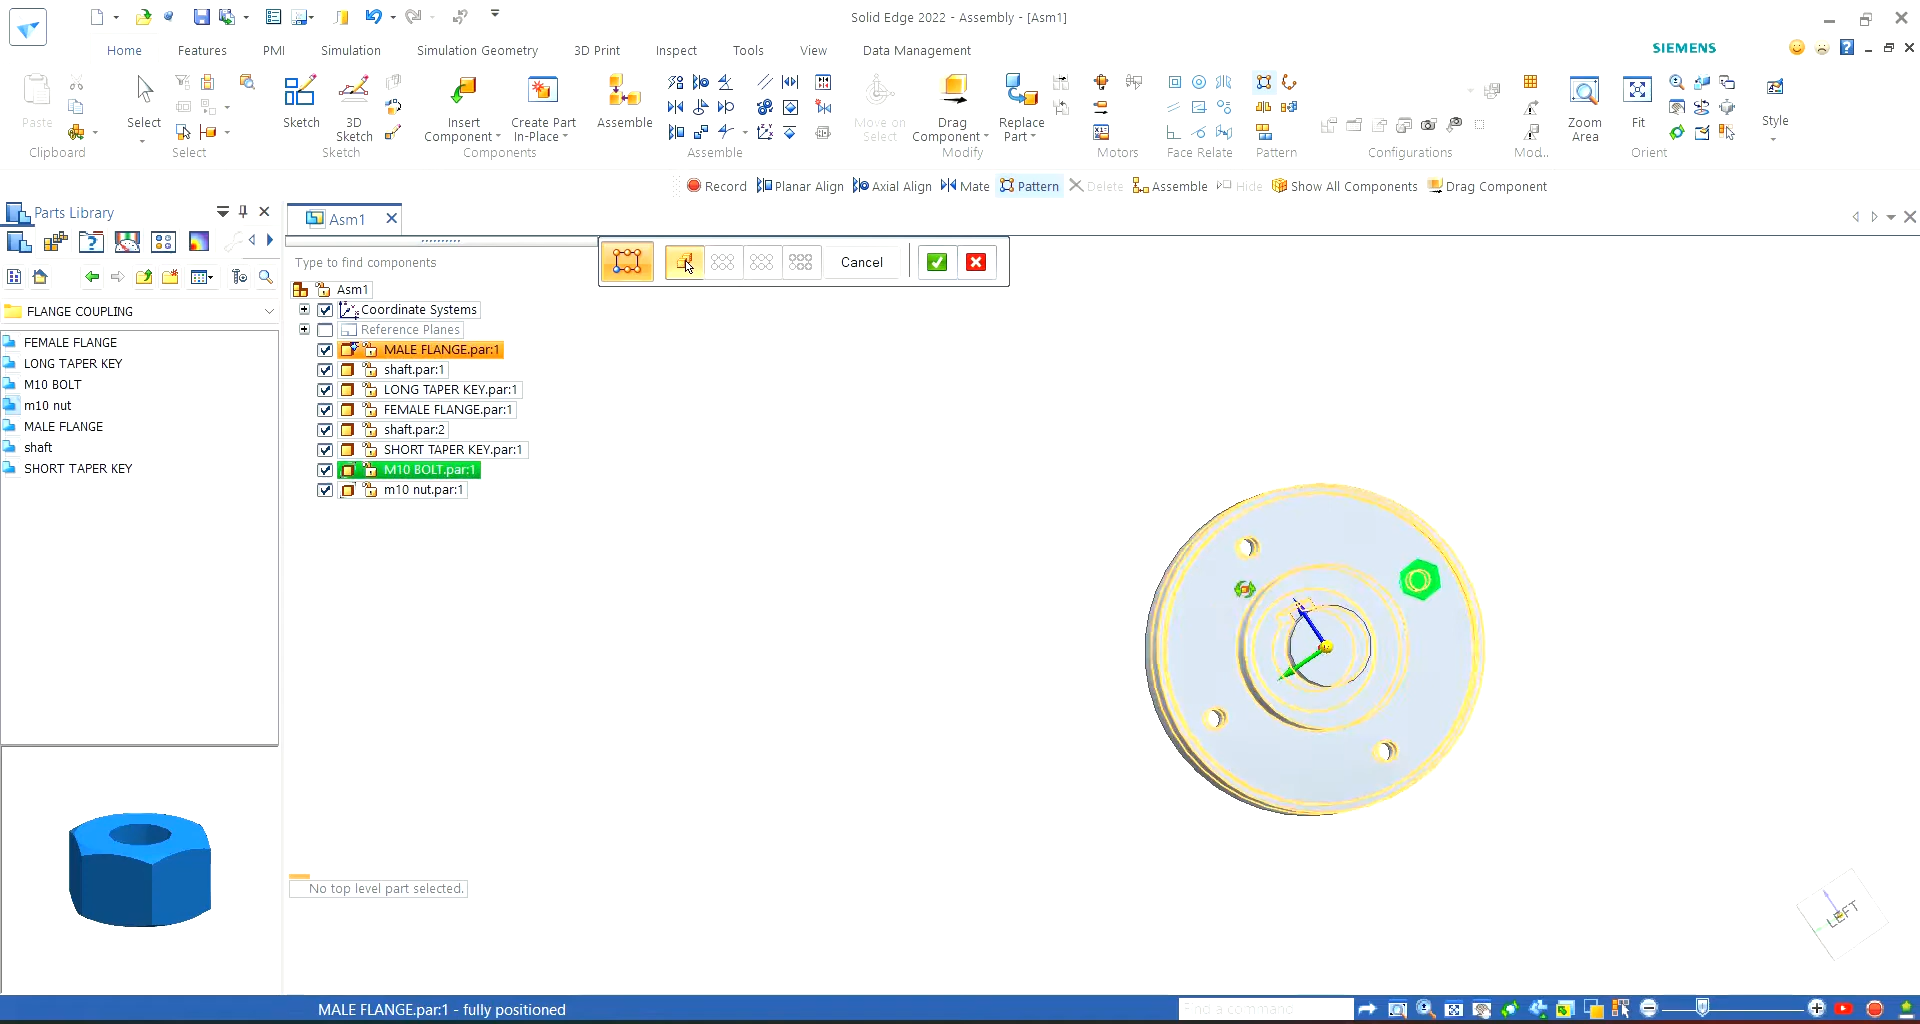 Solid Edge 2022 - Assembly - [Asm1]
Home Features PMI Simulation Simulation Geometry 3D Print Inspect Tools View Data Management
SIEMENS
Paste
Select
Sketch
3D Sketch
Insert Component
Create Part In-Place
Assemble
Move on Select
Drag Component
Replace Part
Zoom Area
Fit
Style
Clipboard Select Sketch Components Assemble Modify Motors Face Relate Pattern Configurations Mod... Orient
Record Planar Align Axial Align Mate Pattern Delete Assemble Hide Show All Components Drag Component
Parts Library
Asm1
Type to find components
Cancel
FLANGE COUPLING
FEMALE FLANGE
LONG TAPER KEY
M10 BOLT
m10 nut
MALE FLANGE
shaft
SHORT TAPER KEY
Asm1
Coordinate Systems
Reference Planes
MALE FLANGE.par:1
shaft.par:1
LONG TAPER KEY.par:1
FEMALE FLANGE.par:1
shaft.par:2
SHORT TAPER KEY.par:1
M10 BOLT.par:1
m10 nut.par:1
No top level part selected.
LEFT
MALE FLANGE.par:1 - fully positioned
Find a command